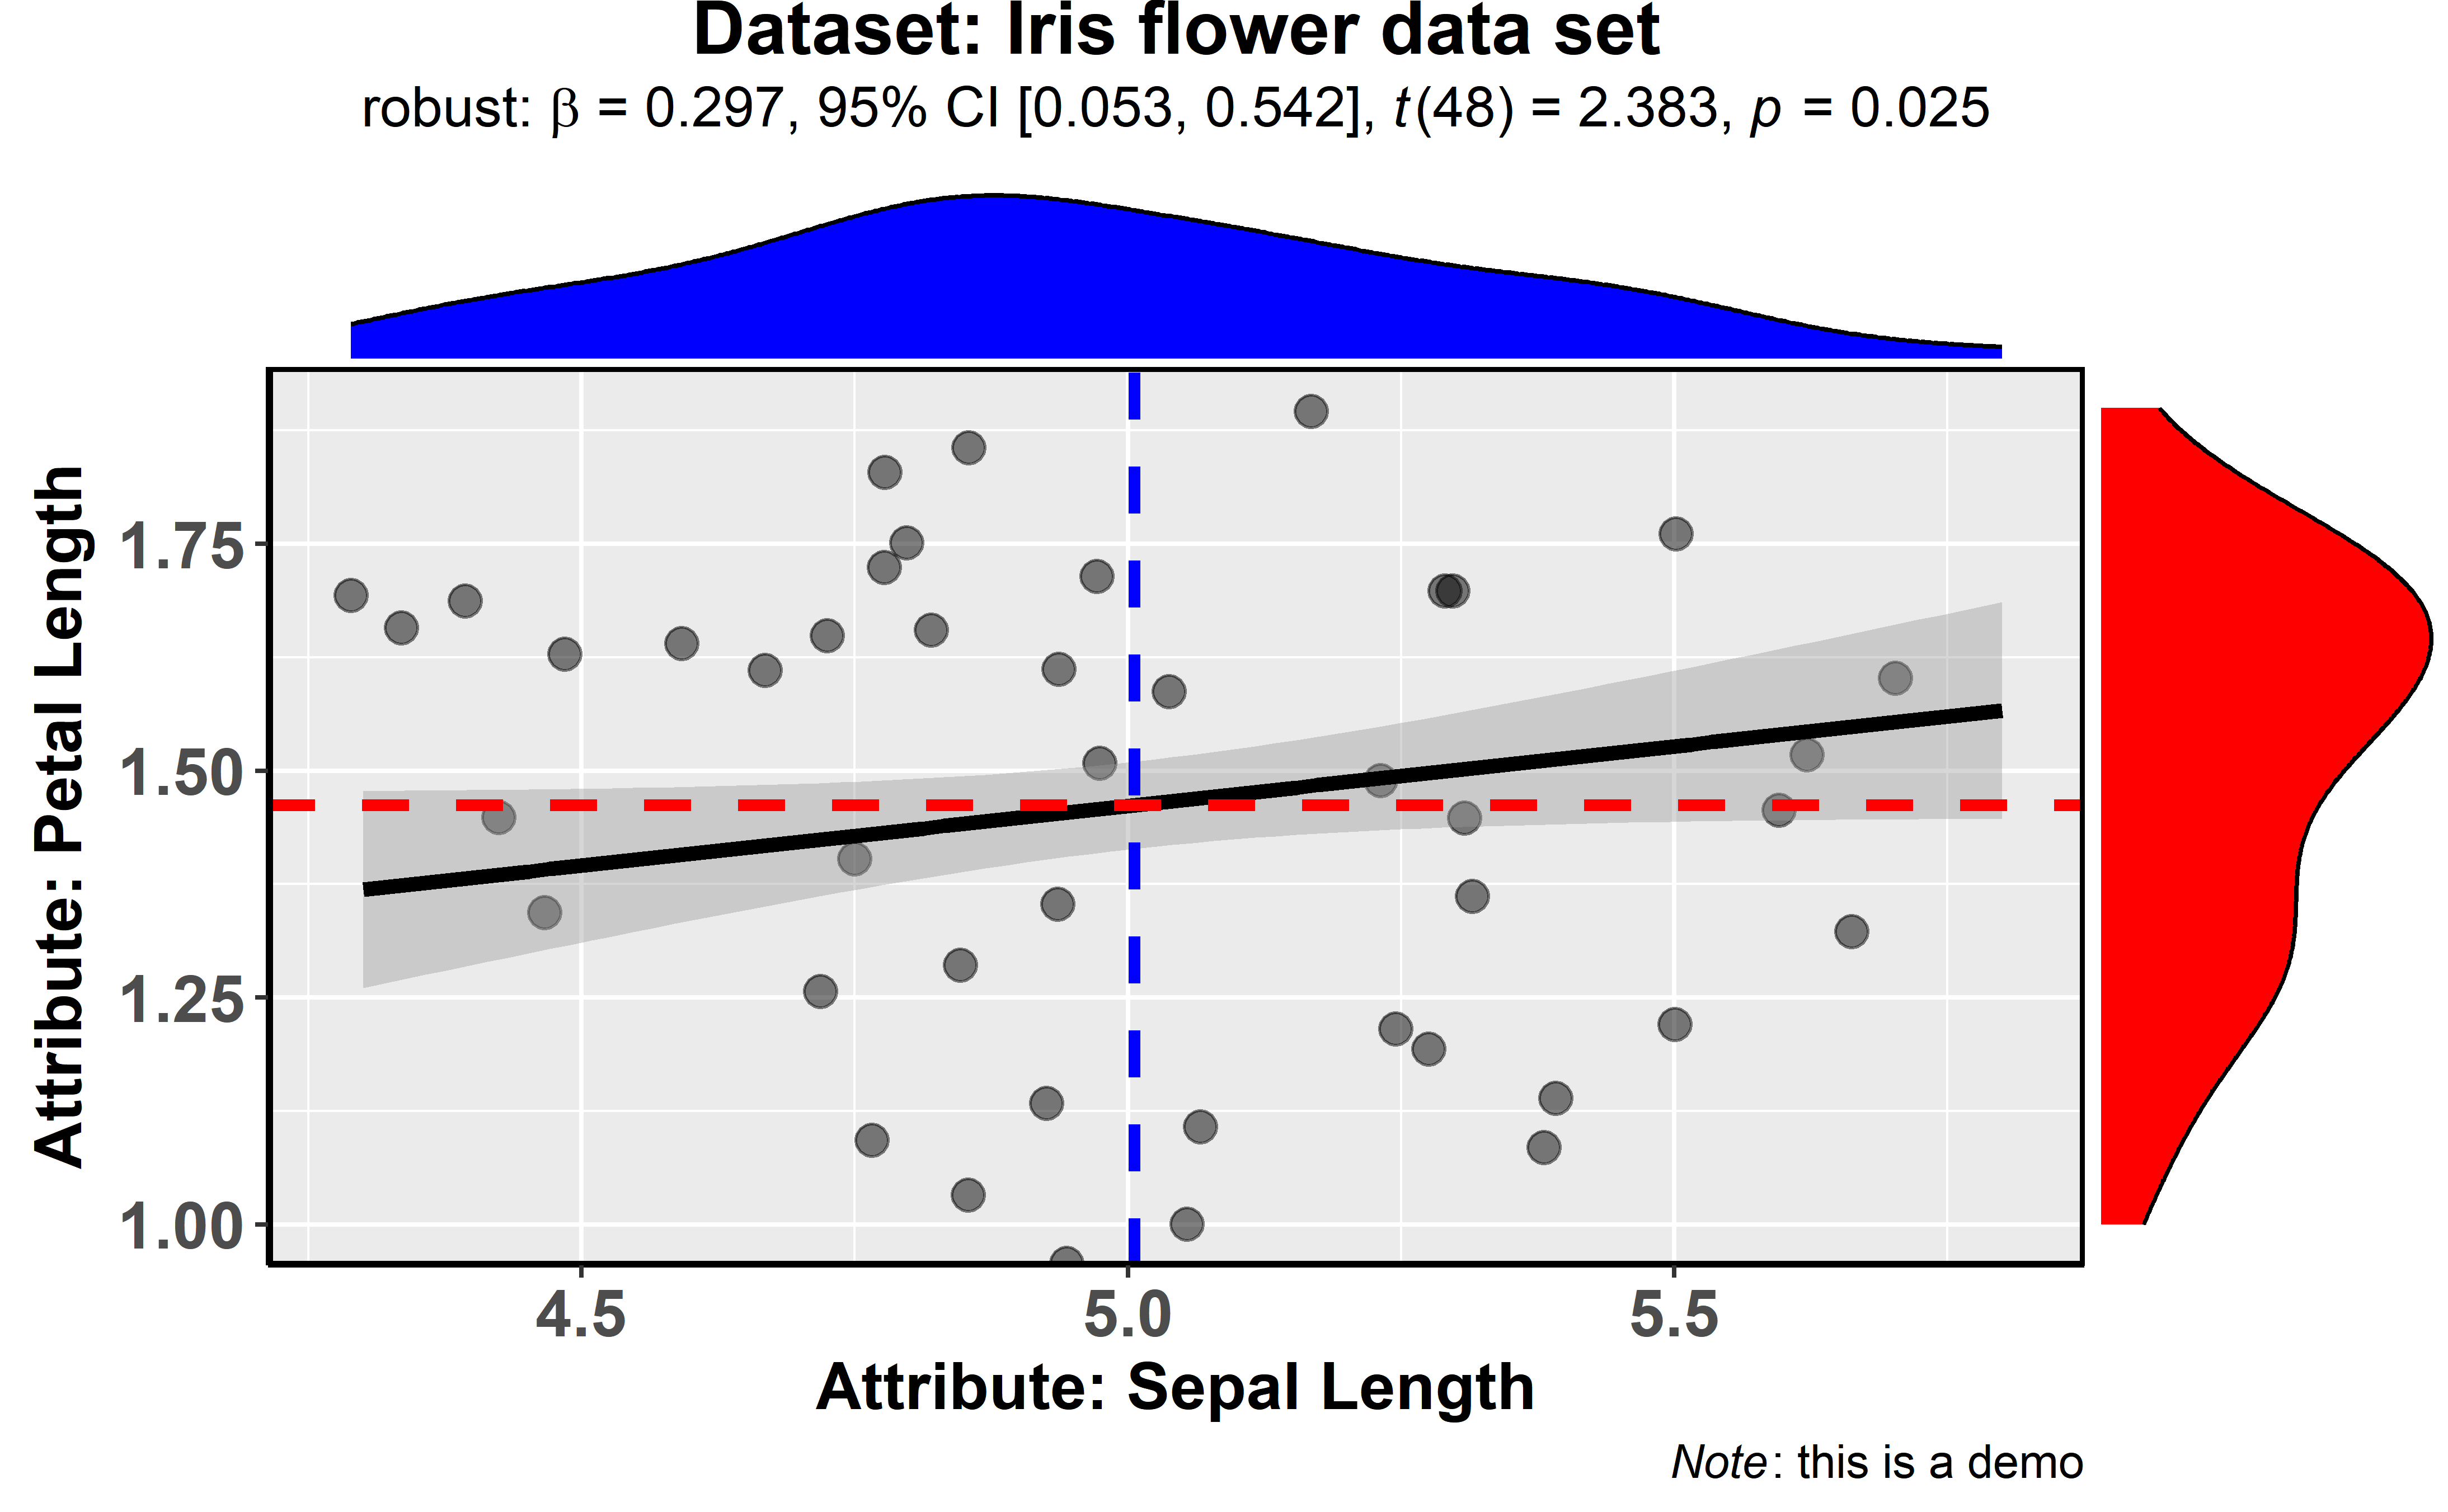 Dataset: Iris flower data set
robust: β = 0.297, 95% CI [0.053, 0.542], t(48) = 2.383, p = 0.025
Attribute: Petal Length
1.75
1.50
1.25
1.00
4.5 5.0 5.5
Attribute: Sepal Length
Note: this is a demo